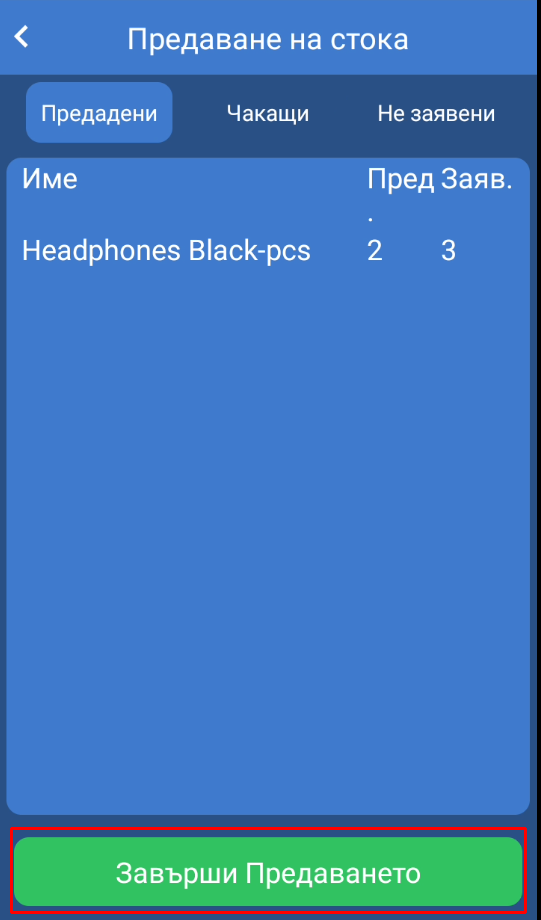 Предаване на стока
Предадени Чакащи Не заявени
Име Пред. Заяв.
Headphones Black-pcs 2 3
Завърши Предаването